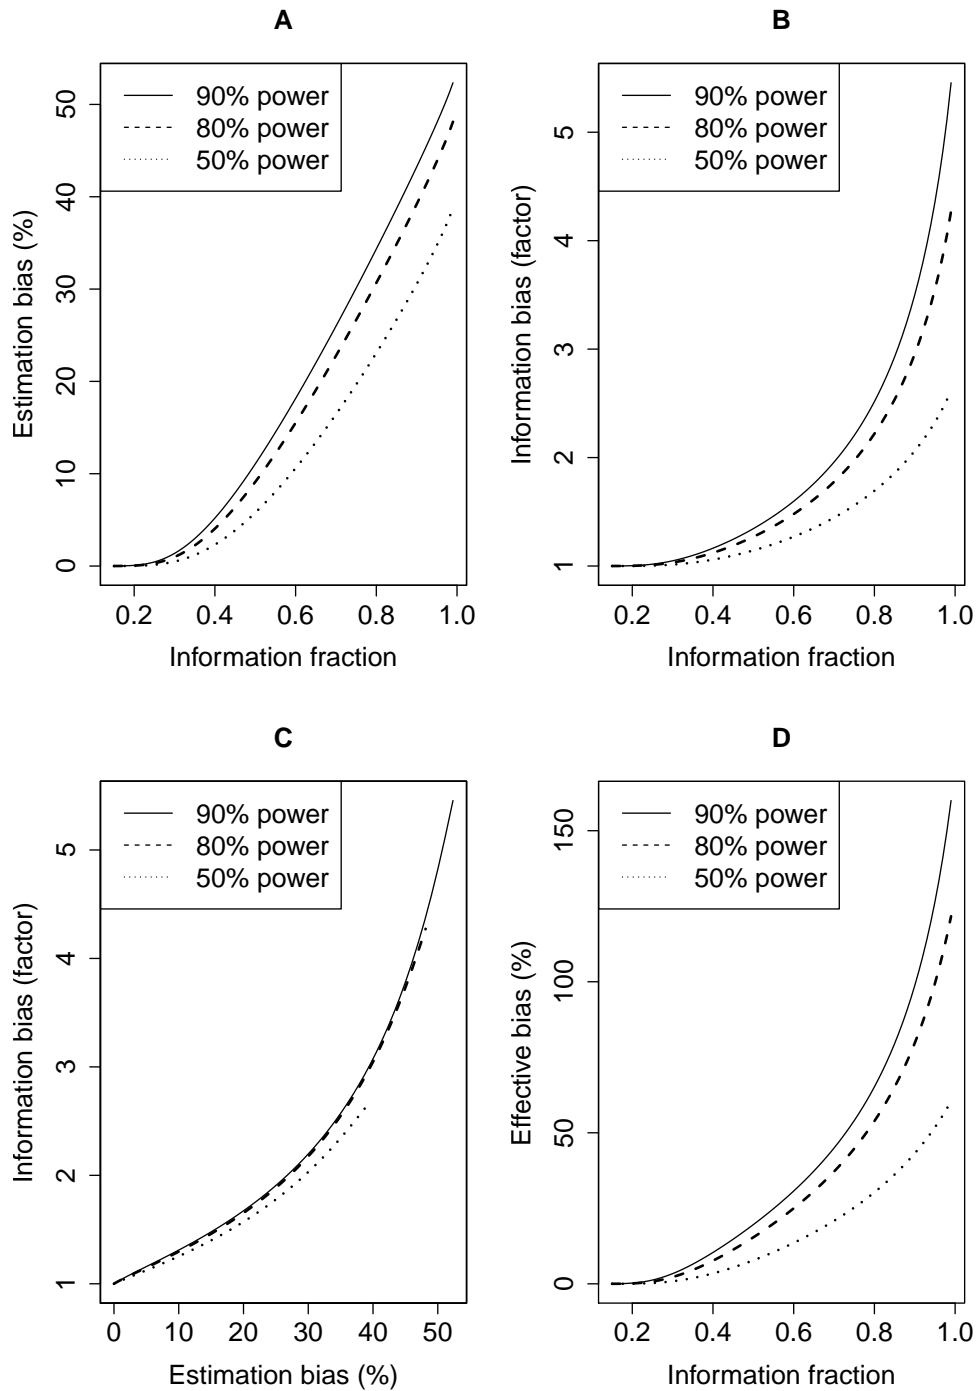 A
90% power
80% power
50% power
Estimation bias (%)
0 10 20 30 40 50
0.2 0.4 0.6 0.8 1.0
Information fraction
B
90% power
80% power
50% power
Information bias (factor)
1 2 3 4 5
0.2 0.4 0.6 0.8 1.0
Information fraction
C
90% power
80% power
50% power
Information bias (factor)
1 2 3 4 5
0 10 20 30 40 50
Estimation bias (%)
D
90% power
80% power
50% power
Effective bias (%)
0 50 100 150
0.2 0.4 0.6 0.8 1.0
Information fraction